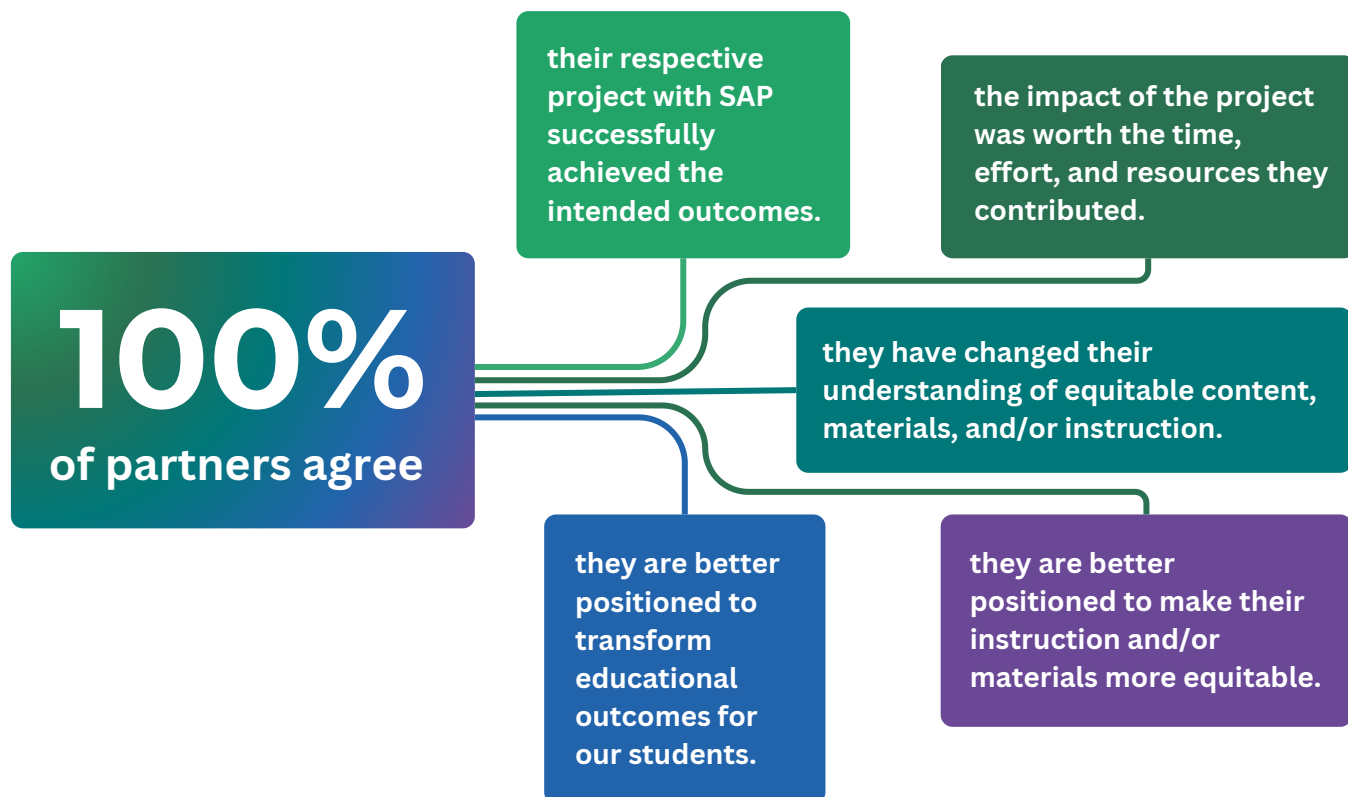 100%
of partners agree
their respective
project with SAP
successfully
achieved the
intended outcomes.
the impact of the project
was worth the time,
effort, and resources they
contributed.
they have changed their
understanding of equitable content,
materials, and/or instruction.
they are better
positioned to
transform
educational
outcomes for
our students.
they are better
positioned to make their
instruction and/or
materials more equitable.